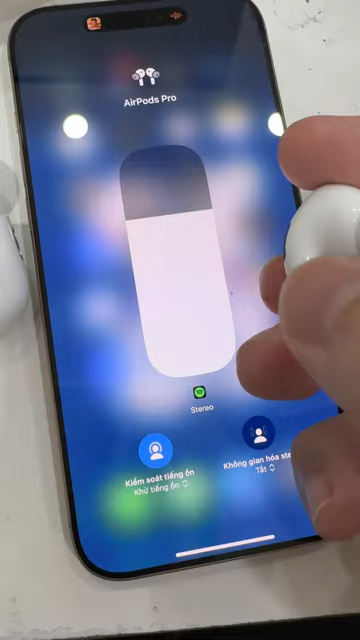 AirPods Pro
Stereo
Kiểm soát tiếng ồn
Khử tiếng ồn
Không gian hóa ste
Tắt